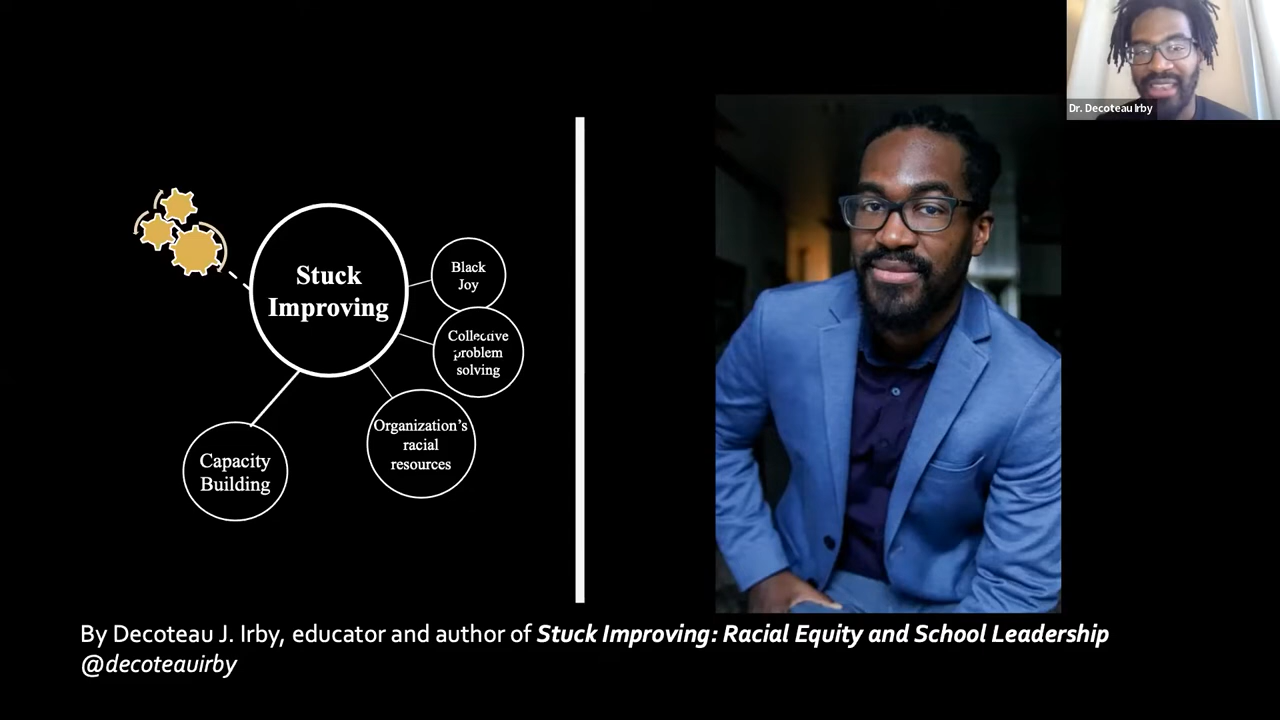 Dr. Decoteau Irby
Stuck
Improving
Black
Joy
Collective
problem
solving
Organization's
racial
resources
Capacity
Building
By Decoteau J. Irby, educator and author of Stuck Improving: Racial Equity and School Leadership
@decoteauirby